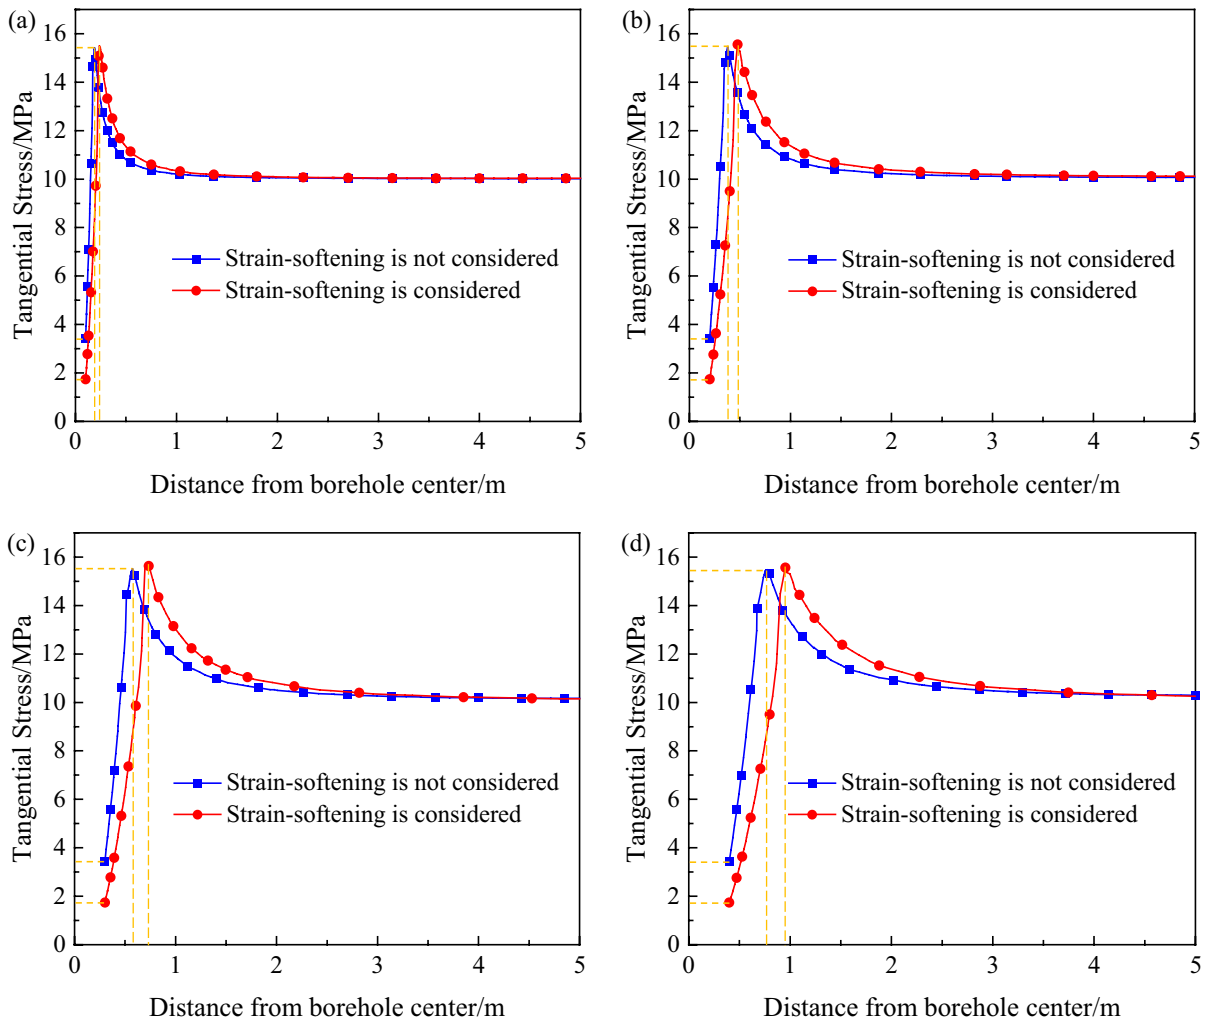 (a)
Tangential Stress/MPa
16
14
12
10
8
6
4
2
0
Strain-softening is not considered
Strain-softening is considered
0 1 2 3 4 5
Distance from borehole center/m
(b)
Tangential Stress/MPa
16
14
12
10
8
6
4
2
0
Strain-softening is not considered
Strain-softening is considered
0 1 2 3 4 5
Distance from borehole center/m
(c)
Tangential Stress/MPa
16
14
12
10
8
6
4
2
0
Strain-softening is not considered
Strain-softening is considered
0 1 2 3 4 5
Distance from borehole center/m
(d)
Tangential Stress/MPa
16
14
12
10
8
6
4
2
0
Strain-softening is not considered
Strain-softening is considered
0 1 2 3 4 5
Distance from borehole center/m